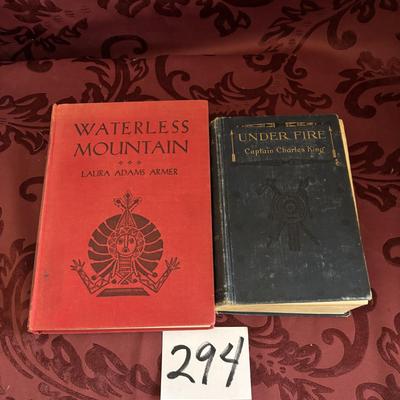 WATERLESS
MOUNTAIN
LAURA ADAMS ARMER
UNDER FIRE
Captain Charles King
294